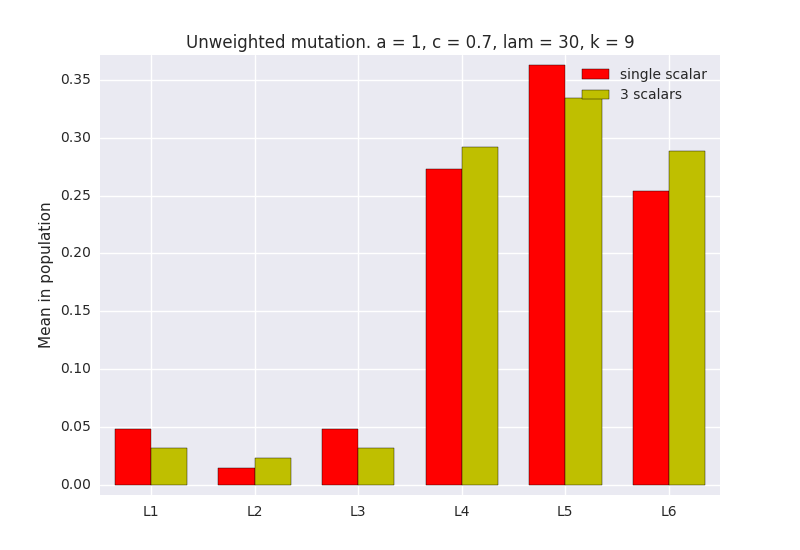 Unweighted mutation. a = 1, c = 0.7, lam = 30, k = 9
single scalar
3 scalars
Mean in population
0.35
0.30
0.25
0.20
0.15
0.10
0.05
0.00
L1 L2 L3 L4 L5 L6